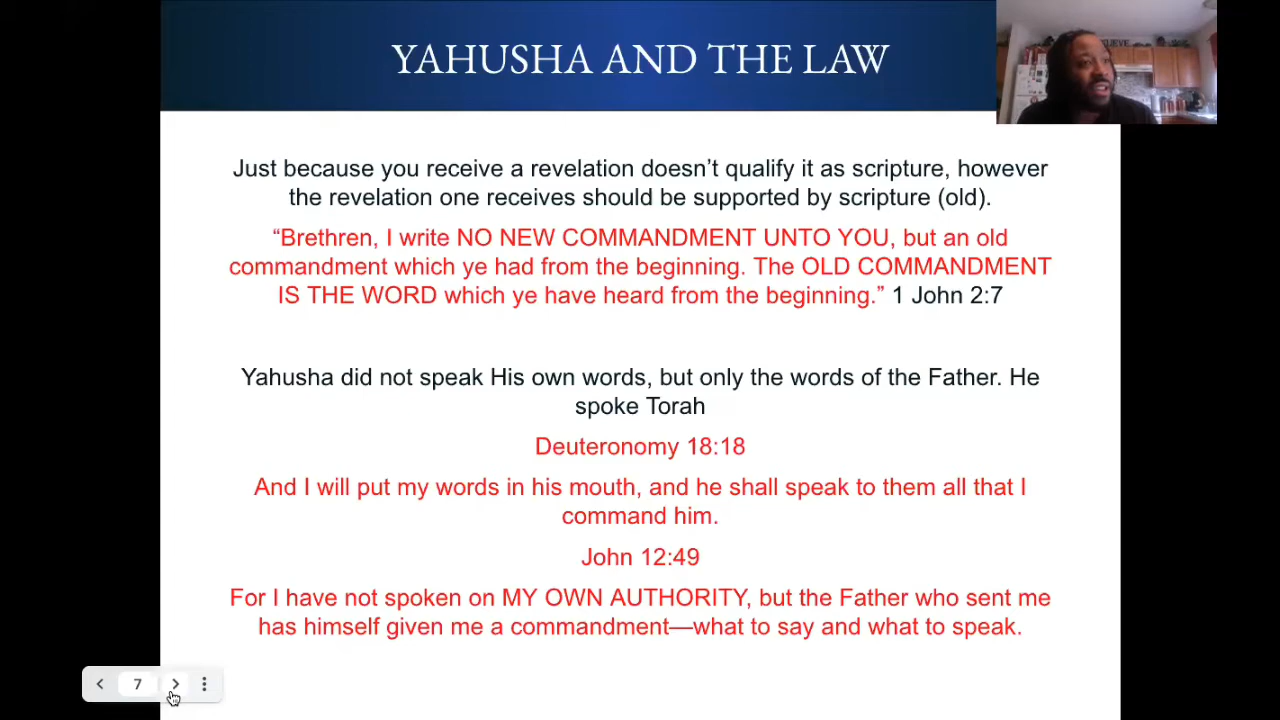 YAHUSHA AND THE LAW
Just because you receive a revelation doesn’t qualify it as scripture, however
the revelation one receives should be supported by scripture (old).
“Brethren, I write NO NEW COMMANDMENT UNTO YOU, but an old
commandment which ye had from the beginning. The OLD COMMANDMENT
IS THE WORD which ye have heard from the beginning.” 1 John 2:7
Yahusha did not speak His own words, but only the words of the Father. He
spoke Torah
Deuteronomy 18:18
And I will put my words in his mouth, and he shall speak to them all that I
command him.
John 12:49
For I have not spoken on MY OWN AUTHORITY, but the Father who sent me
has himself given me a commandment—what to say and what to speak.
7